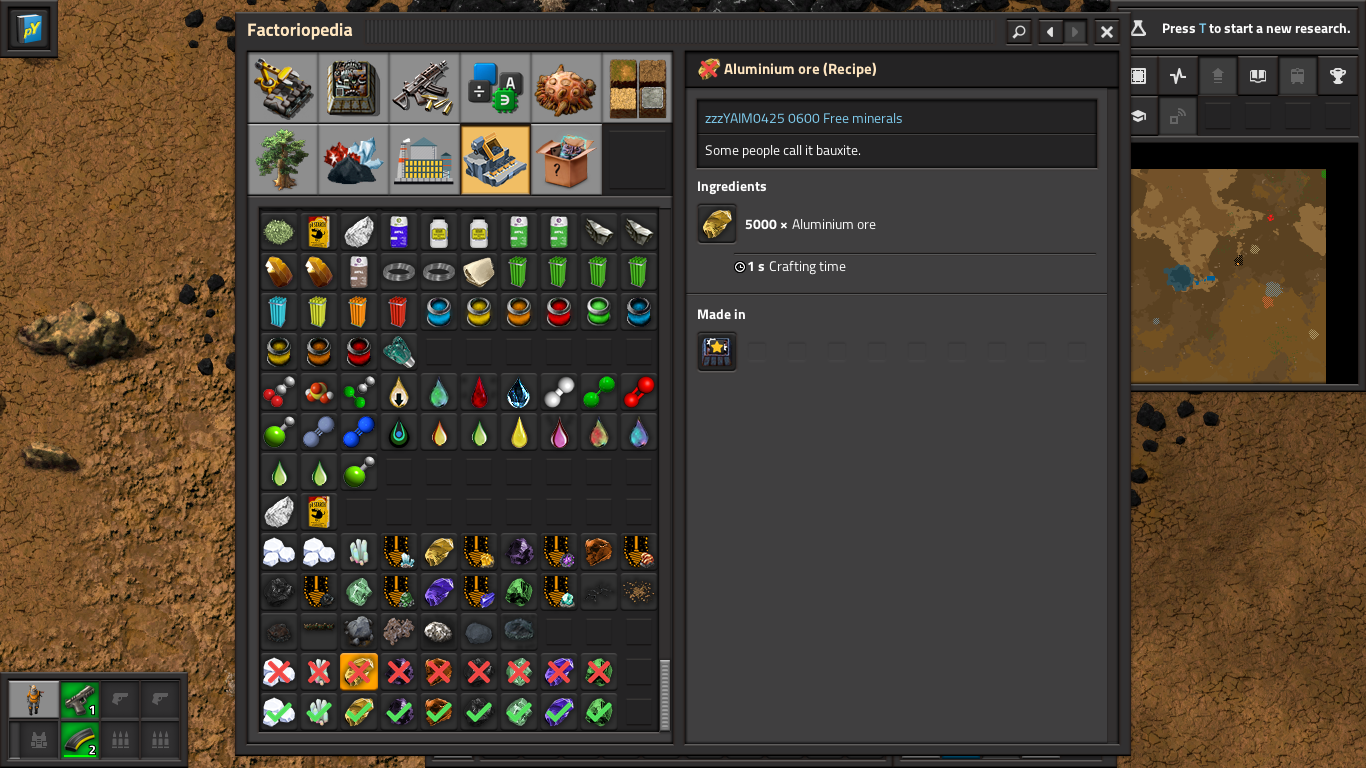 pY
Factoriopedia
Press T to start a new research.
A
?
Aluminium ore (Recipe)
zzzYAIM0425 0600 Free minerals
Some people call it bauxite.
Ingredients
5000 × Aluminium ore
1 s Crafting time
Made in
1
2